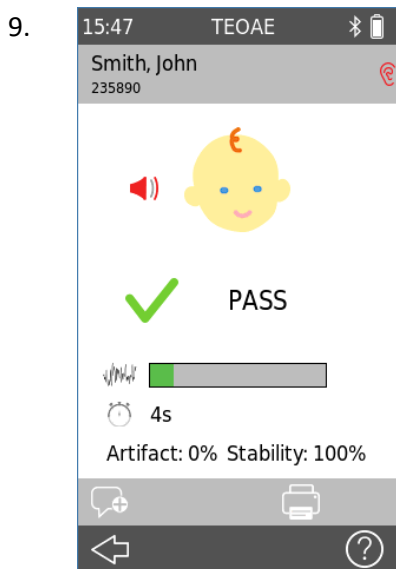 9.
15:47 TEOAE
Smith, John
235890
PASS
4s
Artifact: 0% Stability: 100%
?